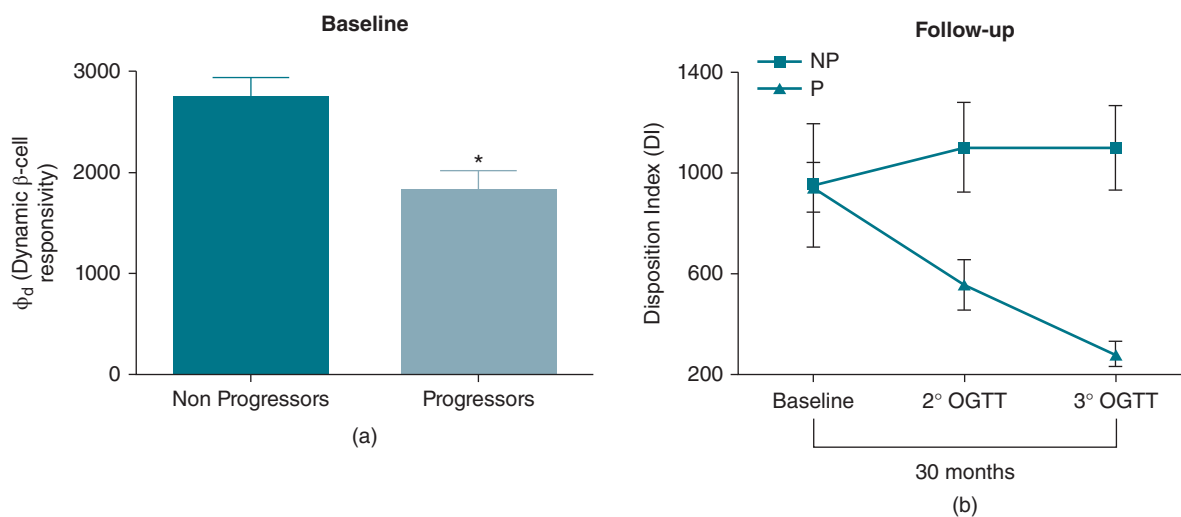 Baseline
3000
2000
1000
0
ϕd (Dynamic β-cell
responsivity)
*
Non Progressors
Progressors
(a)
Follow-up
NP
P
1400
1000
600
200
Disposition Index (DI)
Baseline
2° OGTT
3° OGTT
30 months
(b)